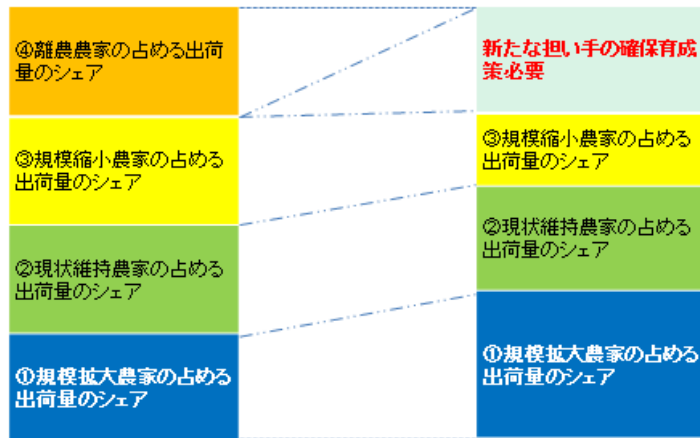 ④離農農家の占める出荷
量のシェア
③規模縮小農家の占める
出荷量のシェア
②現状維持農家の占める
出荷量のシェア
①規模拡大農家の占める
出荷量のシェア
新たな担い手の確保育成
策必要
③規模縮小農家の占める
出荷量のシェア
②現状維持農家の占める
出荷量のシェア
①規模拡大農家の占める
出荷量のシェア